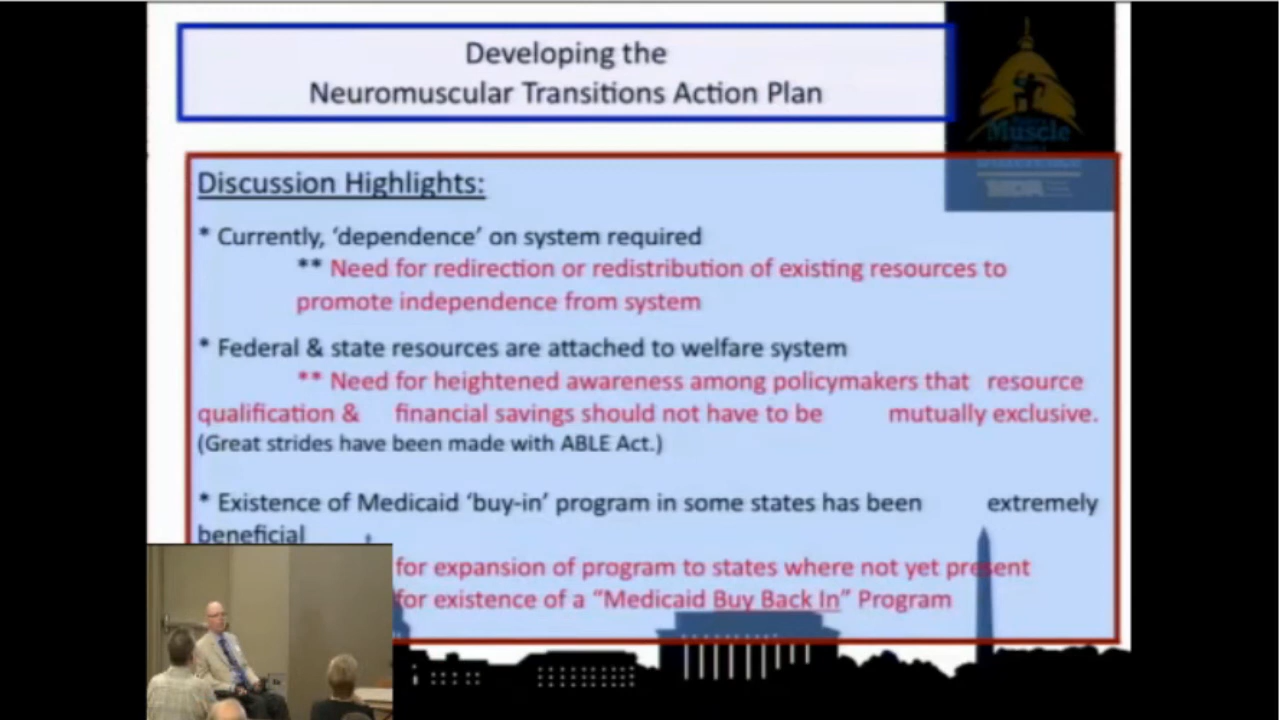 Developing the
Neuromuscular Transitions Action Plan
Muscle
MDA
Discussion Highlights:
* Currently, ‘dependence’ on system required
** Need for redirection or redistribution of existing resources to
promote independence from system
* Federal & state resources are attached to welfare system
** Need for heightened awareness among policymakers that resource
qualification & financial savings should not have to be mutually exclusive.
(Great strides have been made with ABLE Act.)
* Existence of Medicaid ‘buy-in’ program in some states has been extremely
beneficial
for expansion of program to states where not yet present
for existence of a “Medicaid Buy Back In” Program